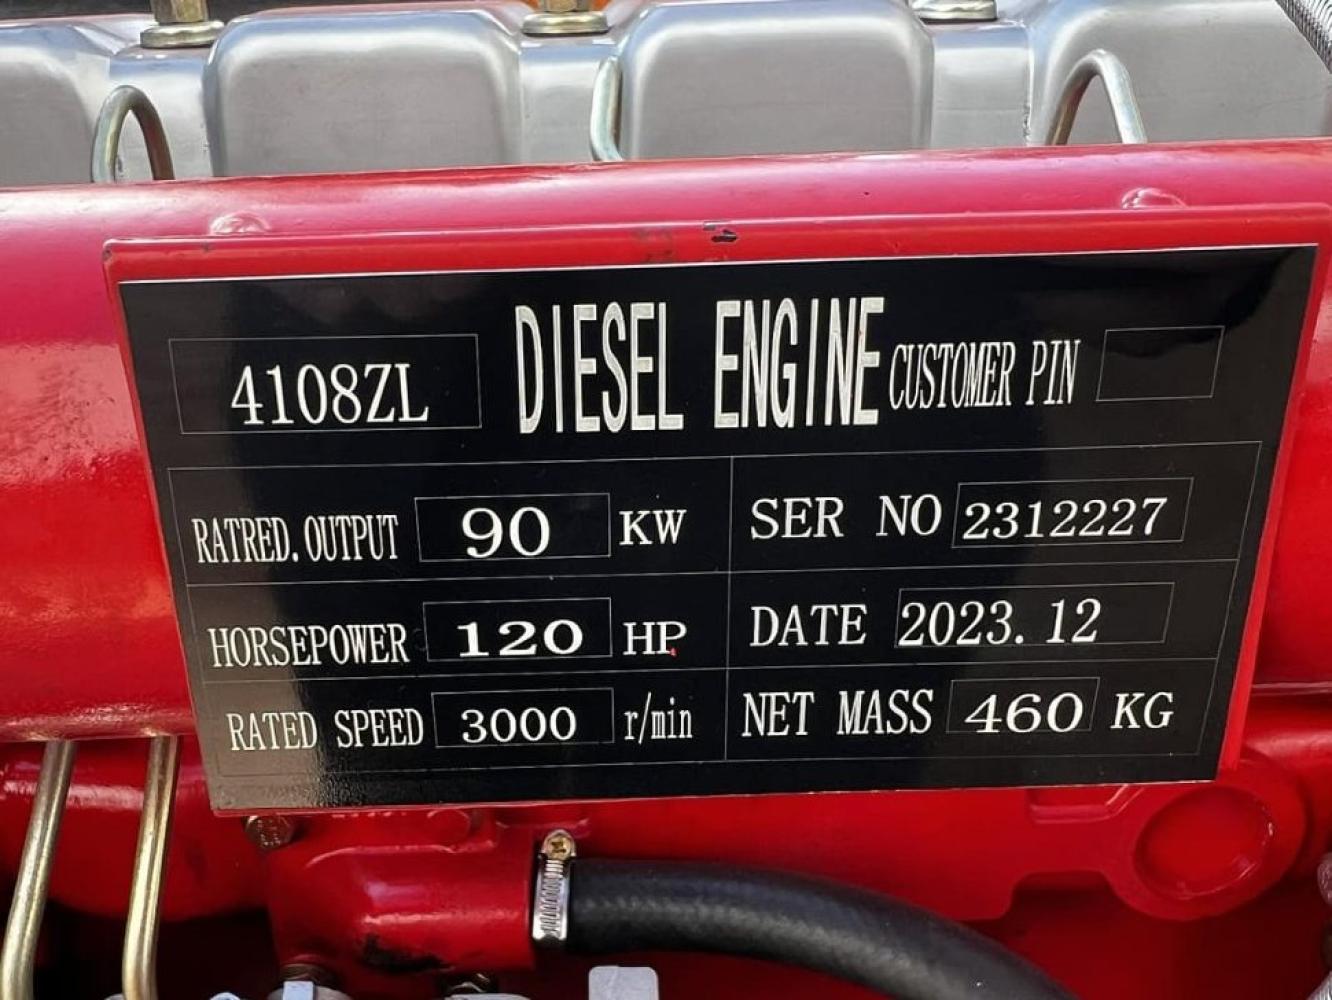 4108ZL DIESEL ENGINE CUSTOMER PIN
RATRED.OUTPUT 90 KW SER NO 2312227
HORSEPOWER 120 HP DATE 2023.12
RATED SPEED 3000 r/min NET MASS 460 KG